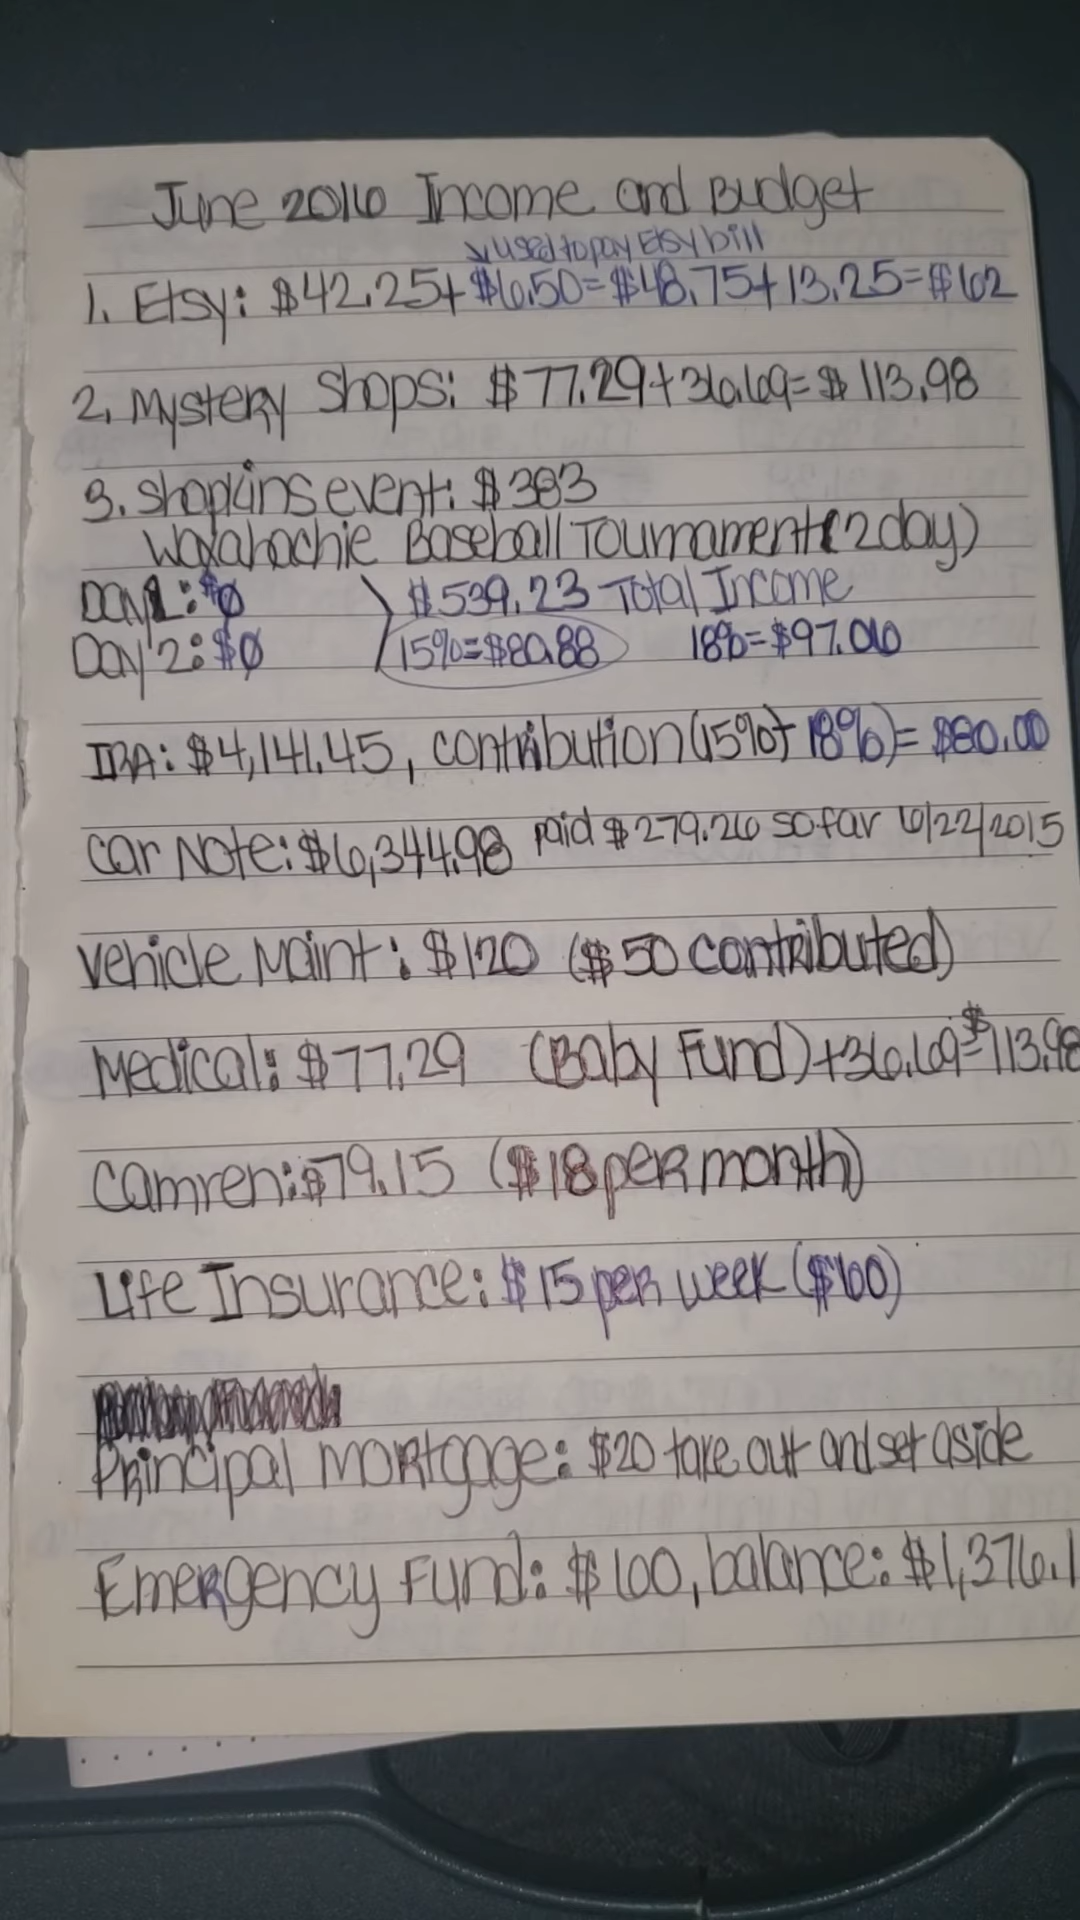 June 2016 Income and Budget
used to pay Etsy bill
1. Etsy: $42.25+ $6.50= $48.75+13.25= $62
2. Mystery Shops: $77.29+36.69= $113.98
3. Shopkins event: $383
Waxahachie Baseball Tournament (2 day)
Day 1: $0 $539.23 Total Income
Day 2: $0 15%=$80.88 18%=$97.06
IRA: $4,141.45, contribution (15%+ 18%)= $80.00
Car Note: $6,344.98 paid $279.26 so far 6/22/2015
Vehicle Maint: $120 ($50 contributed)
Medical: $77.29 (Baby Fund)+36.69=$113.98
Camren: $79.15 ($18 per month)
Life Insurance: $15 per week ($60)
Principal Mortgage: $20 take out and set aside
Emergency Fund: $100, balance: $1,376.1